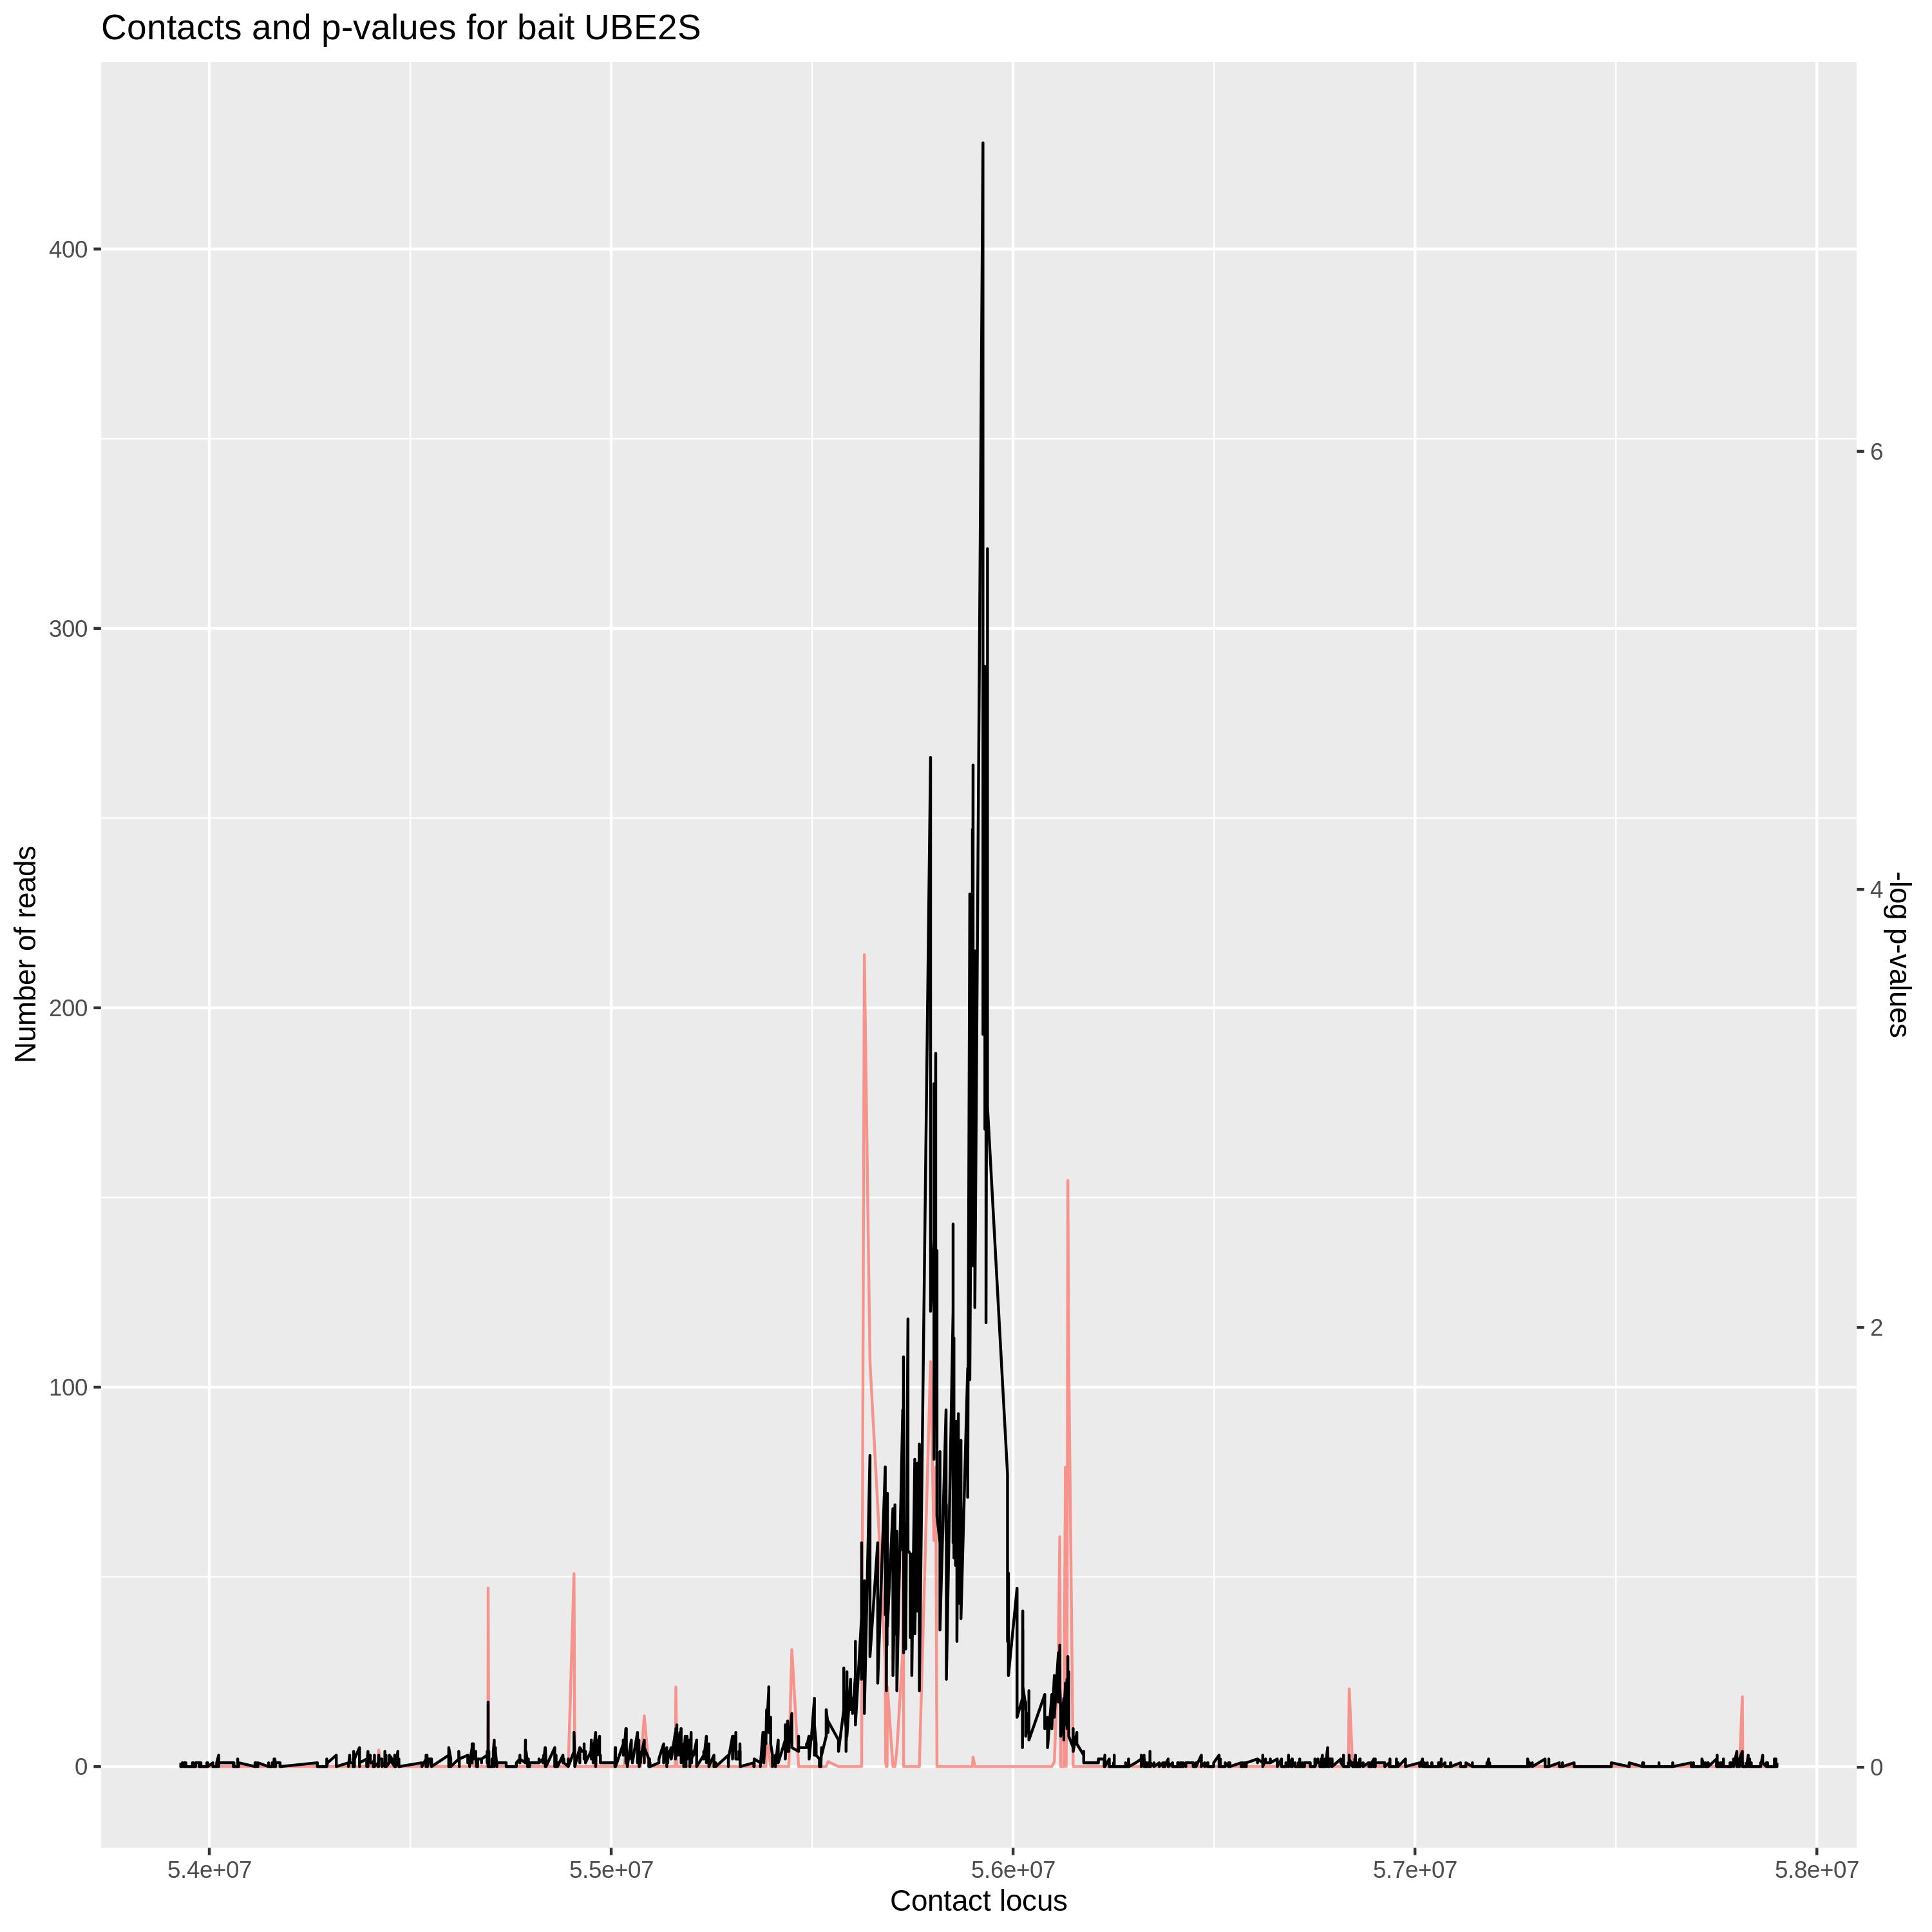 Contacts and p-values for bait UBE2S
400
300
200
100
0
Number of reads
6
4
2
0
-log p-values
5.4e+07
5.5e+07
5.6e+07
5.7e+07
5.8e+07
Contact locus